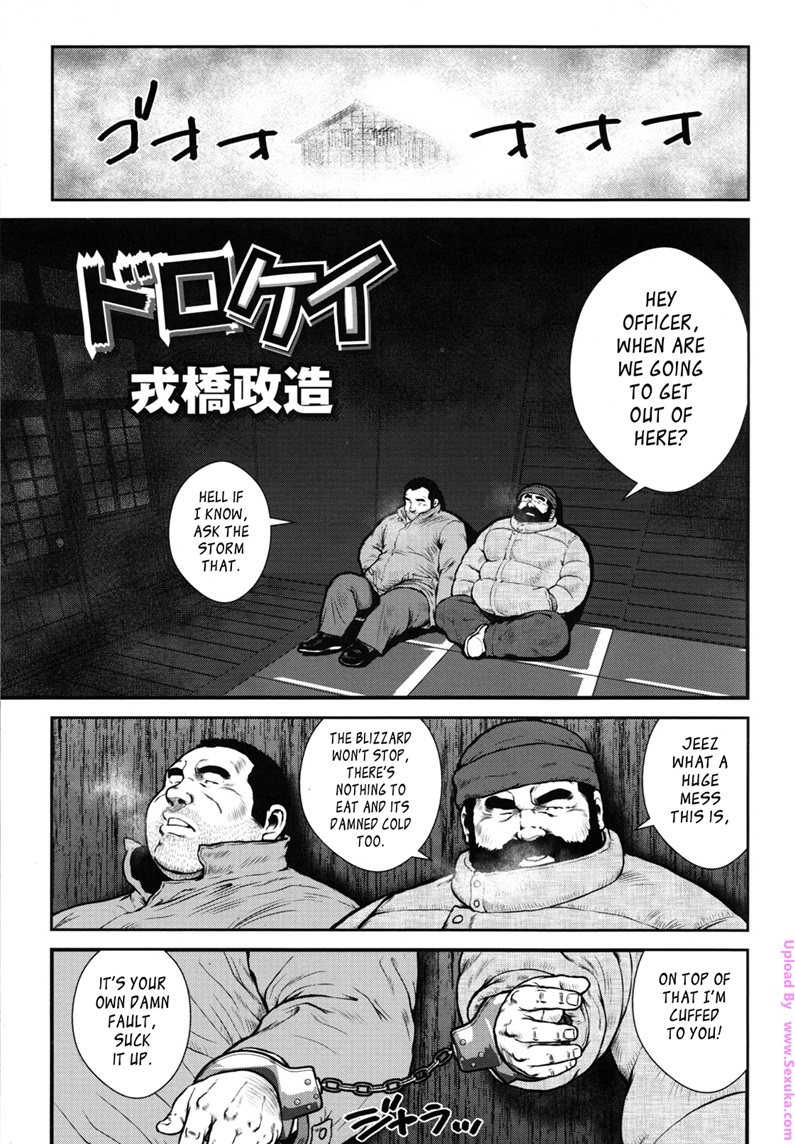 ゴオオ
オオオ
ドロケイ
戎橋政造
HEY
OFFICER,
WHEN ARE
WE GOING
TO GET
OUT OF
HERE?
HELL IF
I KNOW,
ASK THE
STORM
THAT.
JEEZ
WHAT A
HUGE
MESS
THIS IS,
THE BLIZZARD
WON'T STOP,
THERE'S
NOTHING TO
EAT AND ITS
DAMNED COLD
TOO.
ON TOP OF
THAT I'M
CUFFED
TO YOU!
IT'S YOUR
OWN DAMN
FAULT,
SUCK
IT UP.
ジャラッ…
Upload By www.Sexuka.com